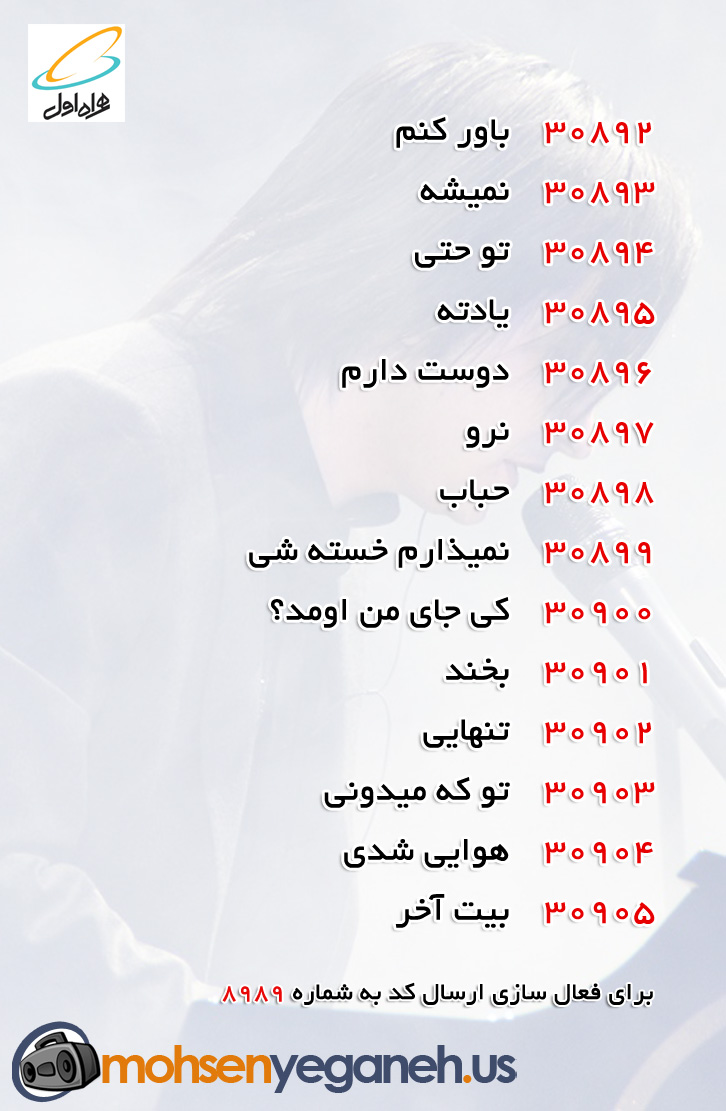 همراه اول
۳۰۸۹۲ باور کنم
۳۰۸۹۳ نمیشه
۳۰۸۹۴ تو حتی
۳۰۸۹۵ یادته
۳۰۸۹۶ دوست دارم
۳۰۸۹۷ نرو
۳۰۸۹۸ حباب
۳۰۸۹۹ نمیذارم خسته شی
۳۰۹۰۰ کی جای من اومد؟
۳۰۹۰۱ بخند
۳۰۹۰۲ تنهایی
۳۰۹۰۳ تو که میدونی
۳۰۹۰۴ هوایی شدی
۳۰۹۰۵ بیت آخر
برای فعال سازی ارسال کد به شماره ۸۹۸۹
mohsenyeganeh.us